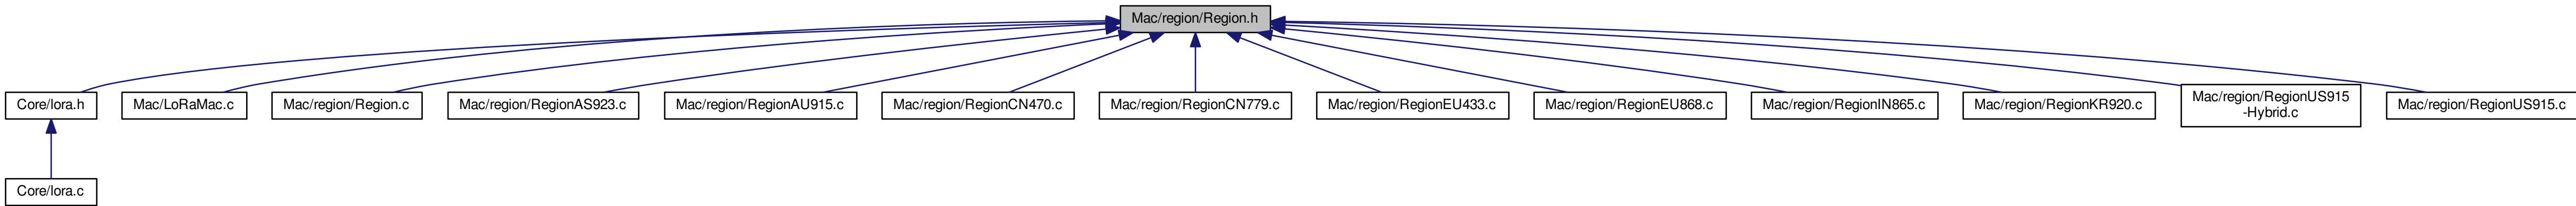 Mac/region/Region.h
Core/lora.h
Mac/LoRaMac.c
Mac/region/Region.c
Mac/region/RegionAS923.c
Mac/region/RegionAU915.c
Mac/region/RegionCN470.c
Mac/region/RegionCN779.c
Mac/region/RegionEU433.c
Mac/region/RegionEU868.c
Mac/region/RegionIN865.c
Mac/region/RegionKR920.c
Mac/region/RegionUS915
-Hybrid.c
Mac/region/RegionUS915.c
Core/lora.c